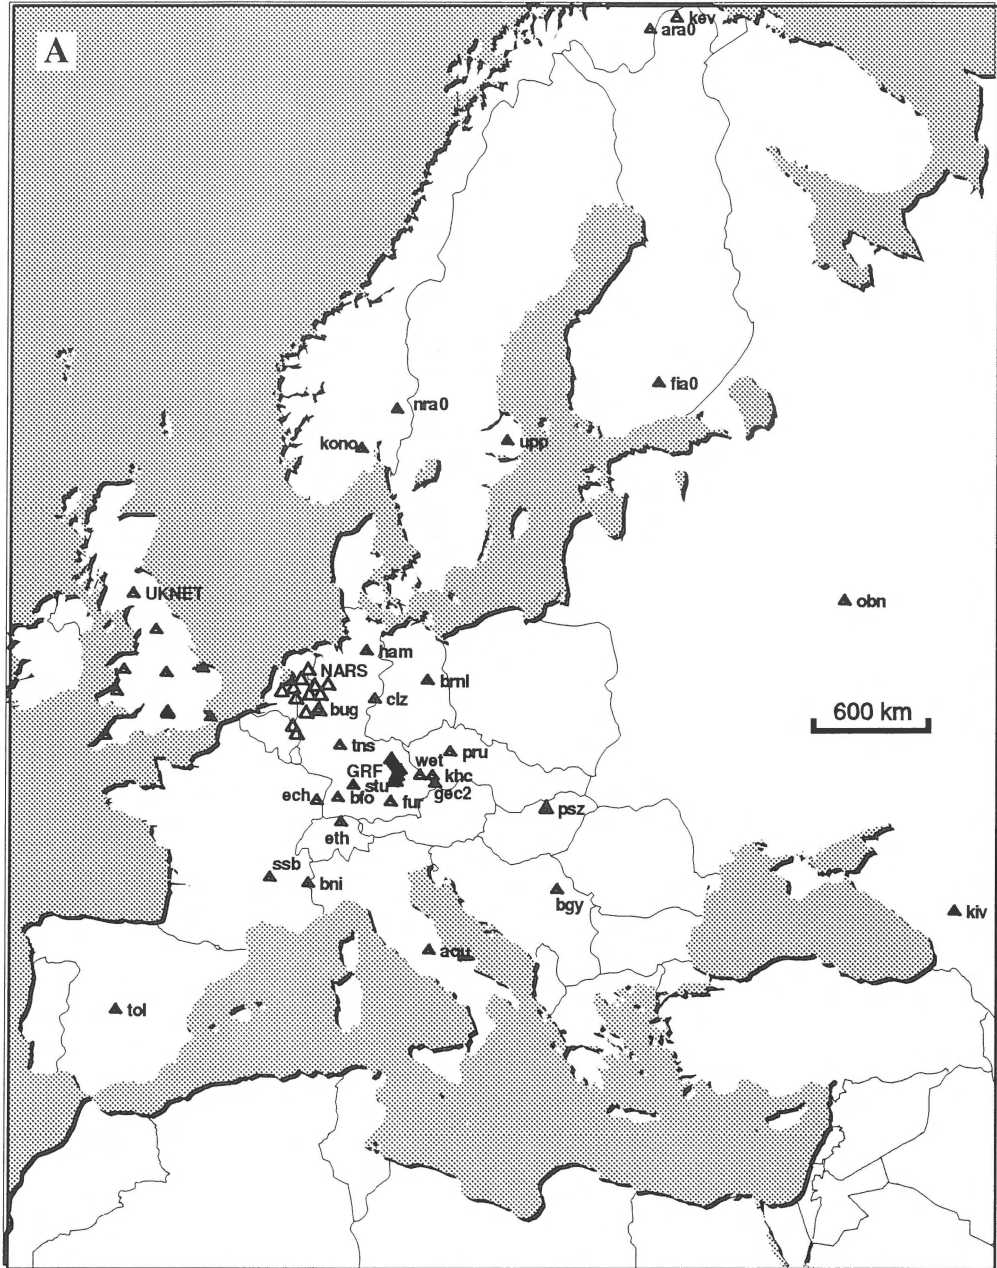 A
kev
ara0
fia0
nra0
upp
kono
UKNET
obn
ham
NARS
brnl
clz
bug
600 km
tns
pru
wet
GRF
khc
stu
gec2
ech
bfo
fur
psz
eth
ssb
bni
bgy
kiv
aqu
tol